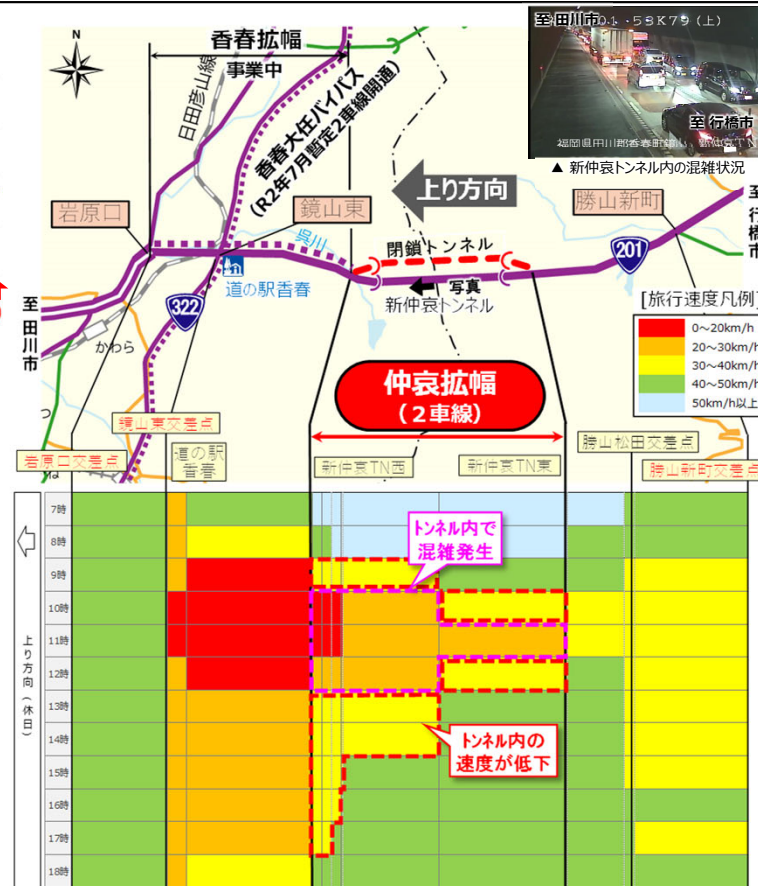 至 田川市
01 ・53K79 (上)
至 行橋市
▲ 新仲哀トンネル内の混雑状況
N
香春拡幅
事業中
日田彦山線
香春大任バイパス
(R2年7月暫定2車線開通)
上り方向
岩原口
鏡山東
勝山新町
至 行橋市
呉川
閉鎖トンネル
201
道の駅香春
写真
新仲哀トンネル
[旅行速度凡例]
0～20km/h
20～30km/h
30～40km/h
40～50km/h
50km/h以上
322
至 田川市
かわら
仲哀拡幅
(2車線)
鏡山東交差点
岩原口交差点
道の駅
香春
新仲哀TN西
新仲哀TN東
勝山松田交差点
勝山新町交差点
上り方向(休日)
7時
8時
9時
10時
11時
12時
13時
14時
15時
16時
17時
18時
トンネル内で
混雑発生
トンネル内の
速度が低下